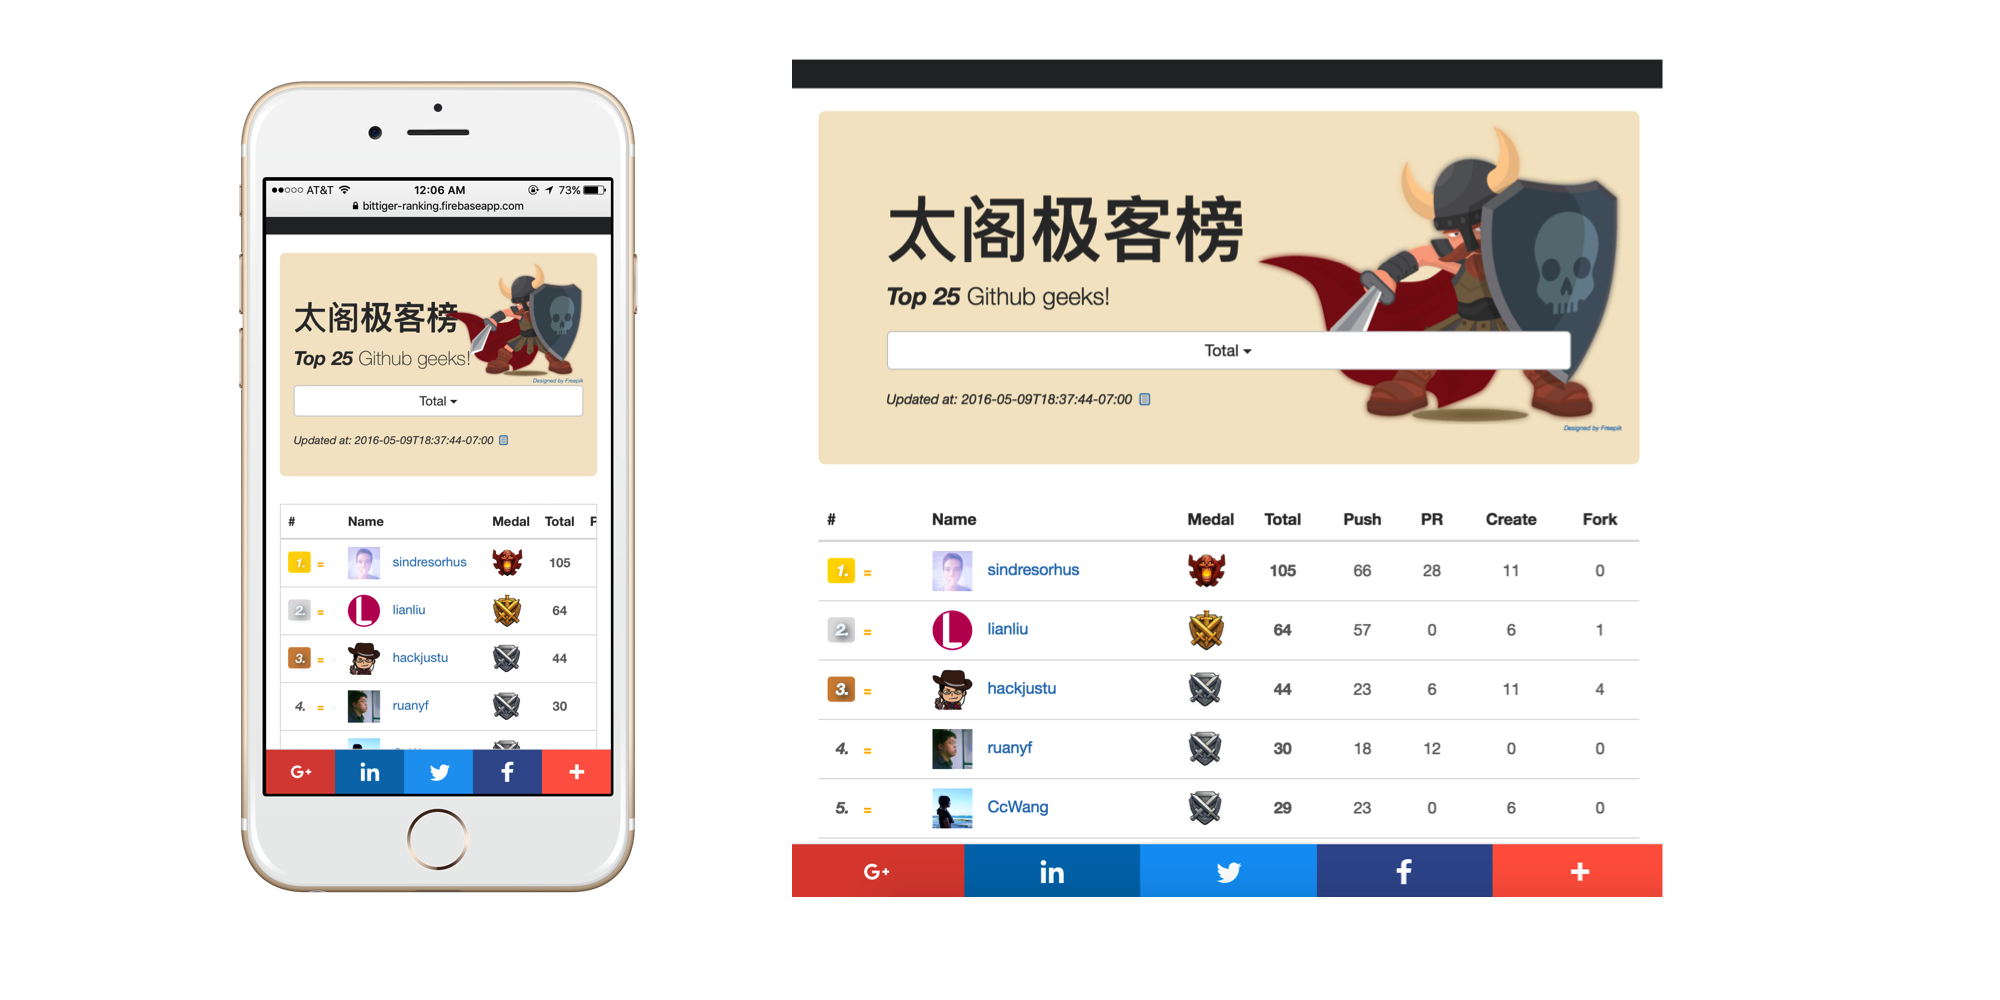 AT&T 12:06 AM 73%
bittiger-ranking.firebaseapp.com
太阁极客榜
Top 25 Github geeks!
Designed by Freepik
Total
Updated at: 2016-05-09T18:37:44-07:00
# Name Medal Total P
1. = sindresorhus 105
2. = L lianliu 64
3. = hackjustu 44
4. = ruanyf 30
G+ in f +
太阁极客榜
Top 25 Github geeks!
Total
Updated at: 2016-05-09T18:37:44-07:00
Designed by Freepik
# Name Medal Total Push PR Create Fork
1. = sindresorhus 105 66 28 11 0
2. = L lianliu 64 57 0 6 1
3. = hackjustu 44 23 6 11 4
4. = ruanyf 30 18 12 0 0
5. = CcWang 29 23 0 6 0
G+ in f +